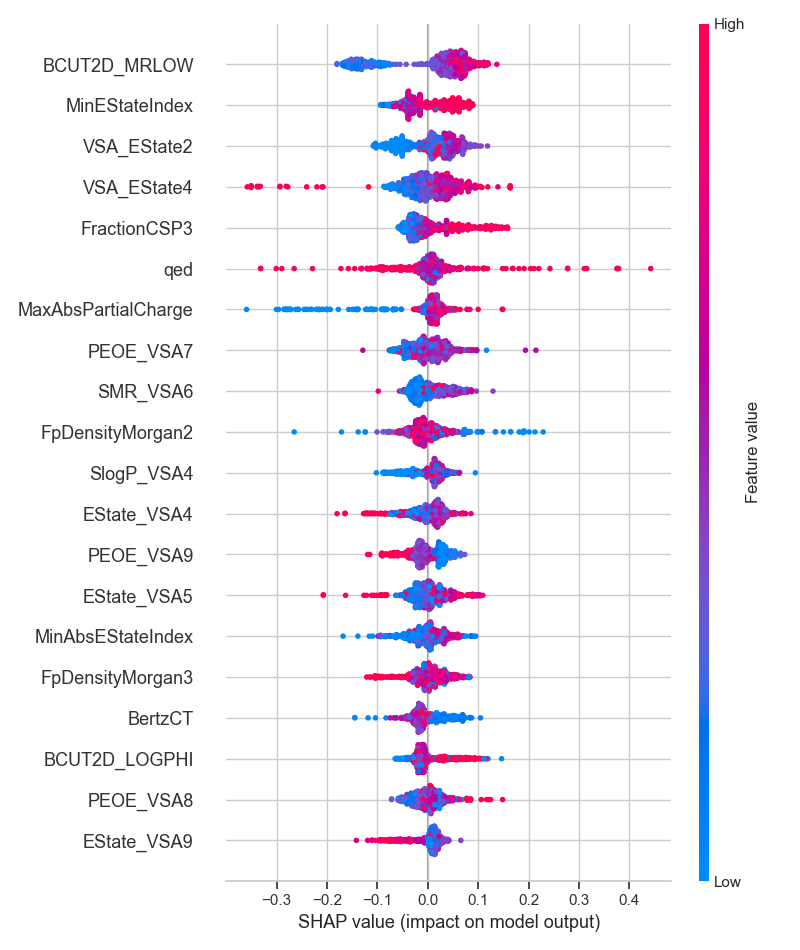 High
BCUT2D_MRLOW
MinEStateIndex
VSA_EState2
VSA_EState4
FractionCSP3
qed
MaxAbsPartialCharge
PEOE_VSA7
SMR_VSA6
FpDensityMorgan2
SlogP_VSA4
EState_VSA4
PEOE_VSA9
EState_VSA5
MinAbsEStateIndex
FpDensityMorgan3
BertzCT
BCUT2D_LOGPHI
PEOE_VSA8
EState_VSA9
Feature value
Low
−0.3 −0.2 −0.1 0.0 0.1 0.2 0.3 0.4
SHAP value (impact on model output)